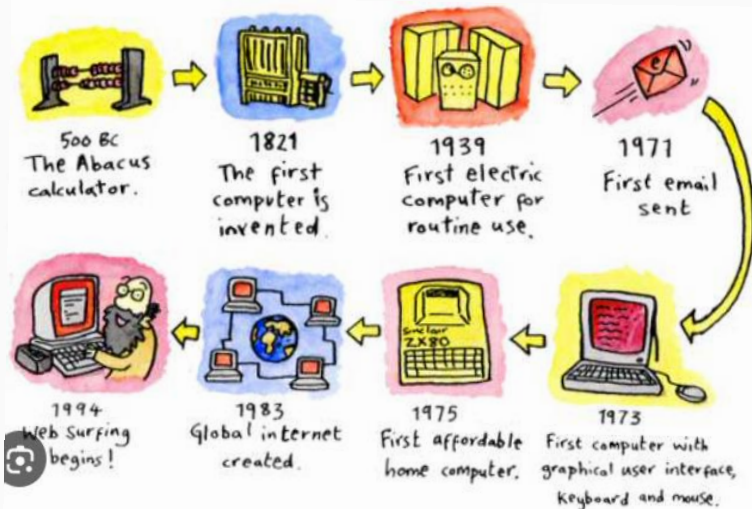 500 BC
The Abacus
calculator.
1821
The first
computer is
invented.
1939
First electric
computer for
routine use.
e
1971
First email
sent
1973
First computer with
graphical user interface,
Keyboard and mouse.
Sinclair
ZX80
1975
First affordable
home computer.
1983
Global internet
created.
1994
Web Surfing
begins!